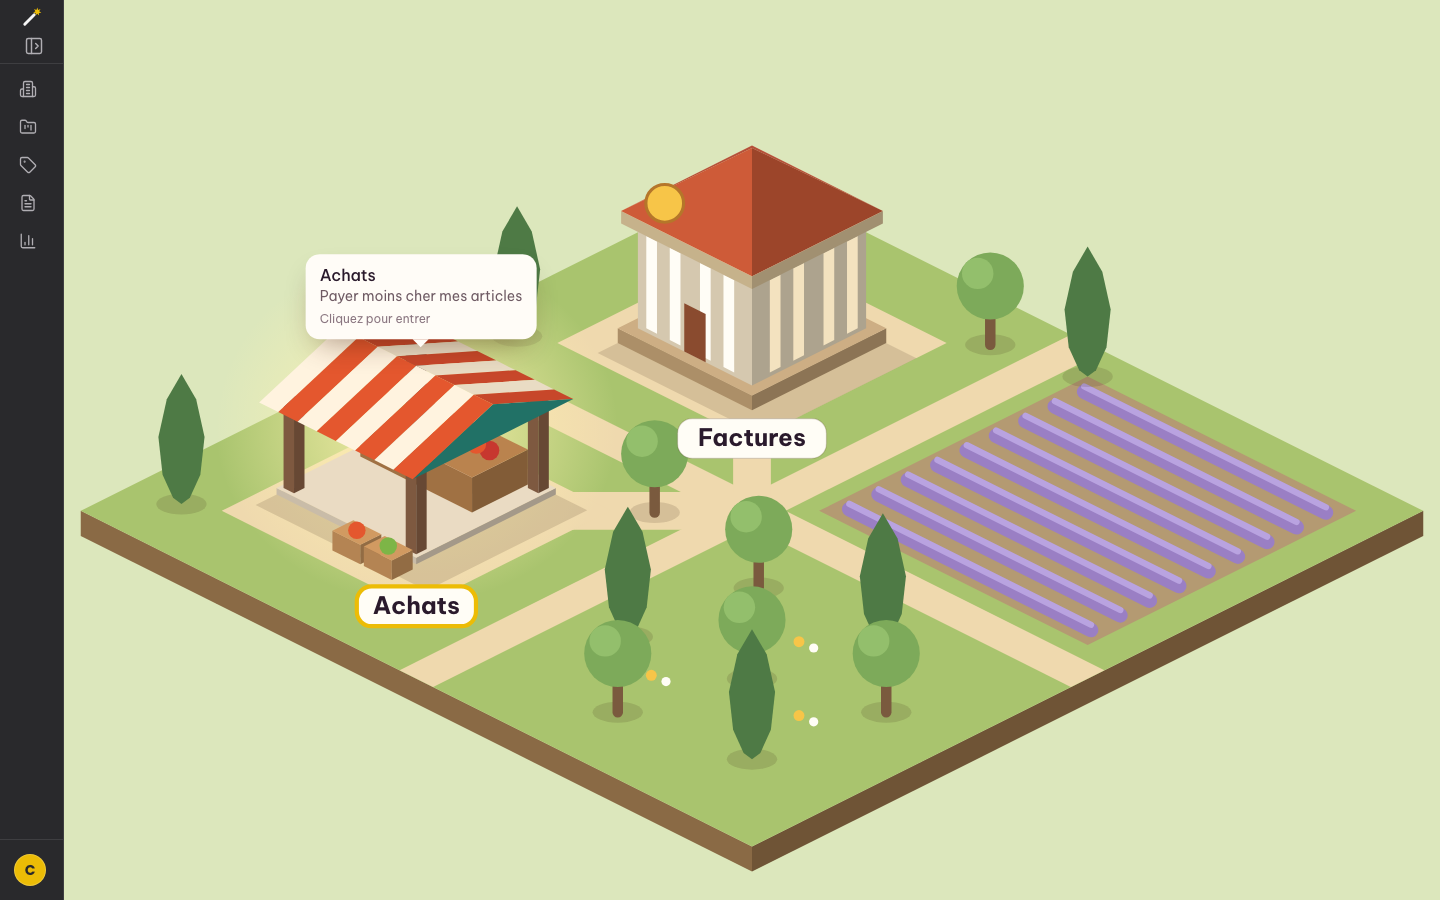 Achats
Payer moins cher mes articles
Cliquez pour entrer
Factures
Achats
C